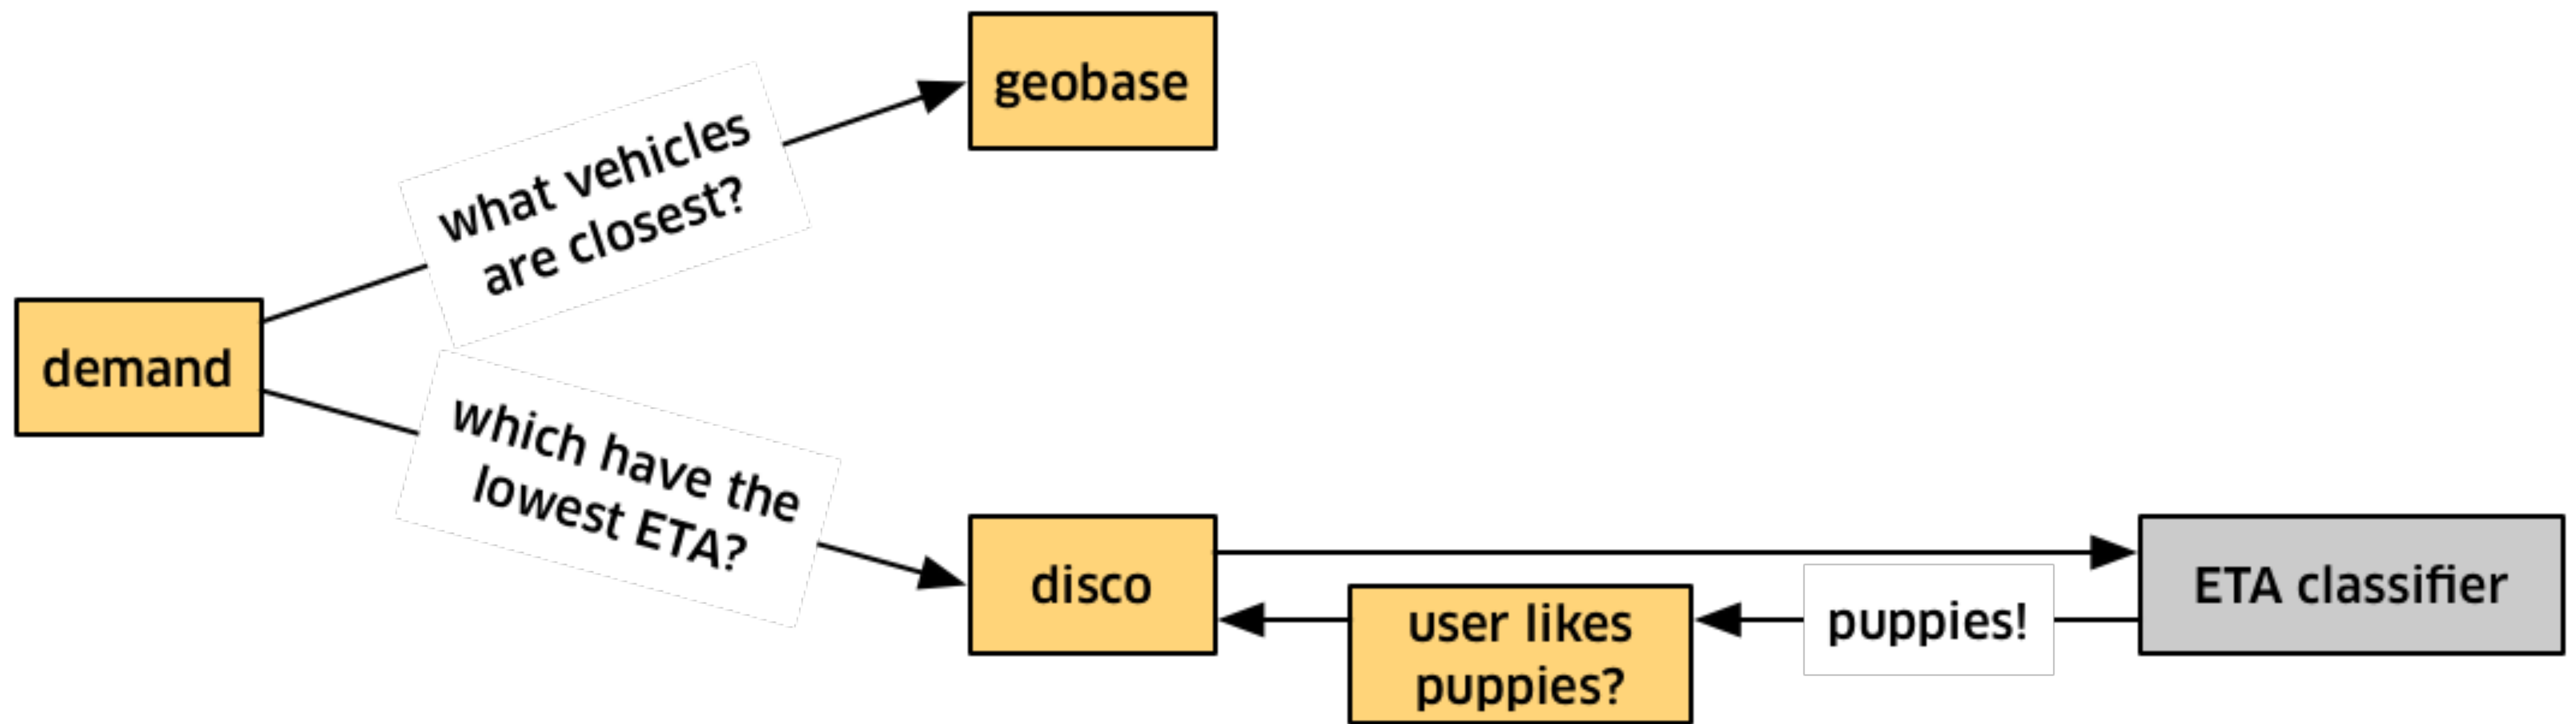 geobase
what vehicles
are closest?
demand
which have the
lowest ETA?
disco
ETA classifier
user likes
puppies?
puppies!